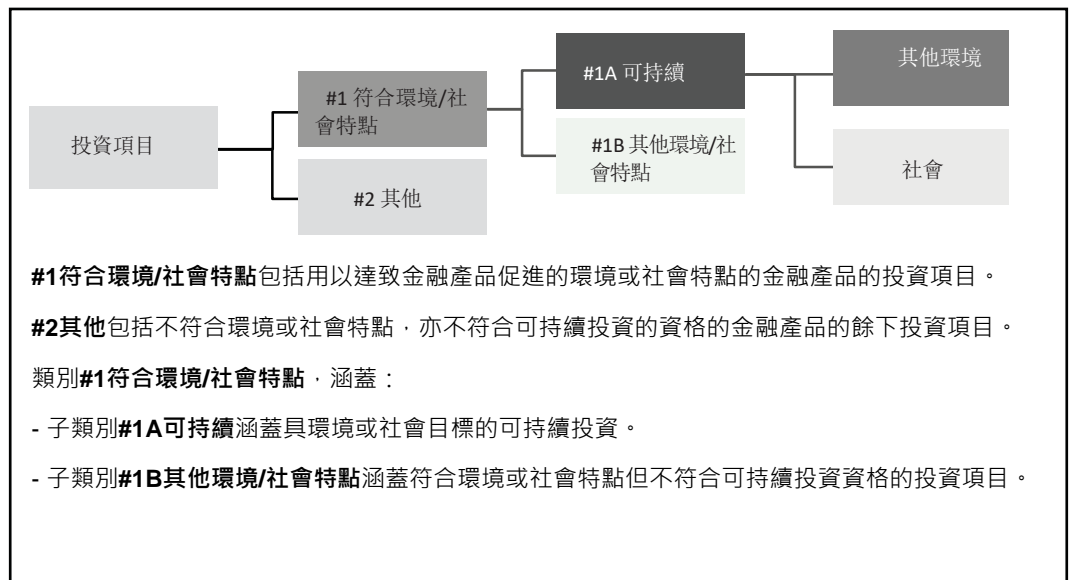 投資項目
#1 符合環境/社
會特點
#2 其他
#1A 可持續
#1B 其他環境/社
會特點
其他環境
社會
#1符合環境/社會特點包括用以達致金融產品促進的環境或社會特點的金融產品的投資項目。
#2其他包括不符合環境或社會特點，亦不符合可持續投資的資格的金融產品的餘下投資項目。
類別#1符合環境/社會特點，涵蓋：
- 子類別#1A可持續涵蓋具環境或社會目標的可持續投資。
- 子類別#1B其他環境/社會特點涵蓋符合環境或社會特點但不符合可持續投資資格的投資項目。